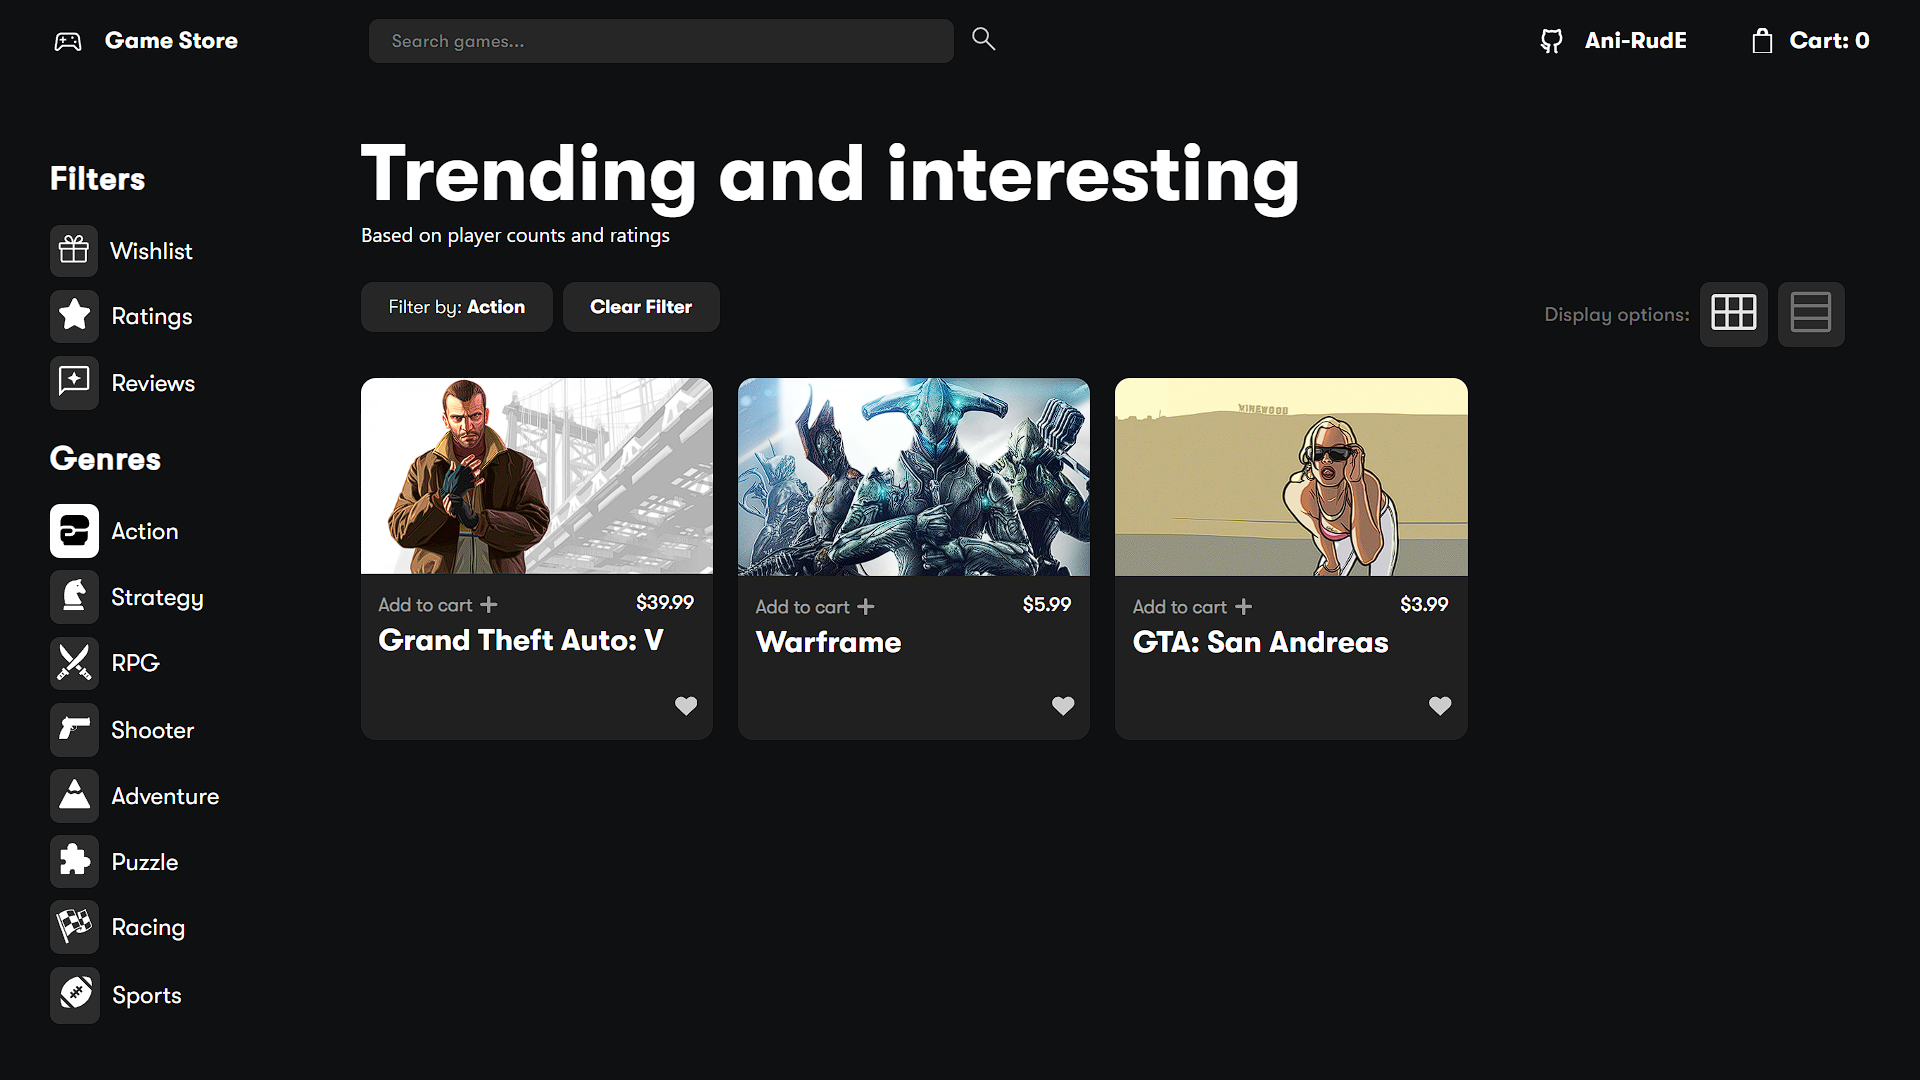 Game Store
Search games...
Ani-RudE
Cart: 0
Filters
Wishlist
Ratings
Reviews
Genres
Action
Strategy
RPG
Shooter
Adventure
Puzzle
Racing
Sports
Trending and interesting
Based on player counts and ratings
Filter by: Action
Clear Filter
Display options:
VINEWOOD
Add to cart +
$39.99
Grand Theft Auto: V
Add to cart +
$5.99
Warframe
Add to cart +
$3.99
GTA: San Andreas